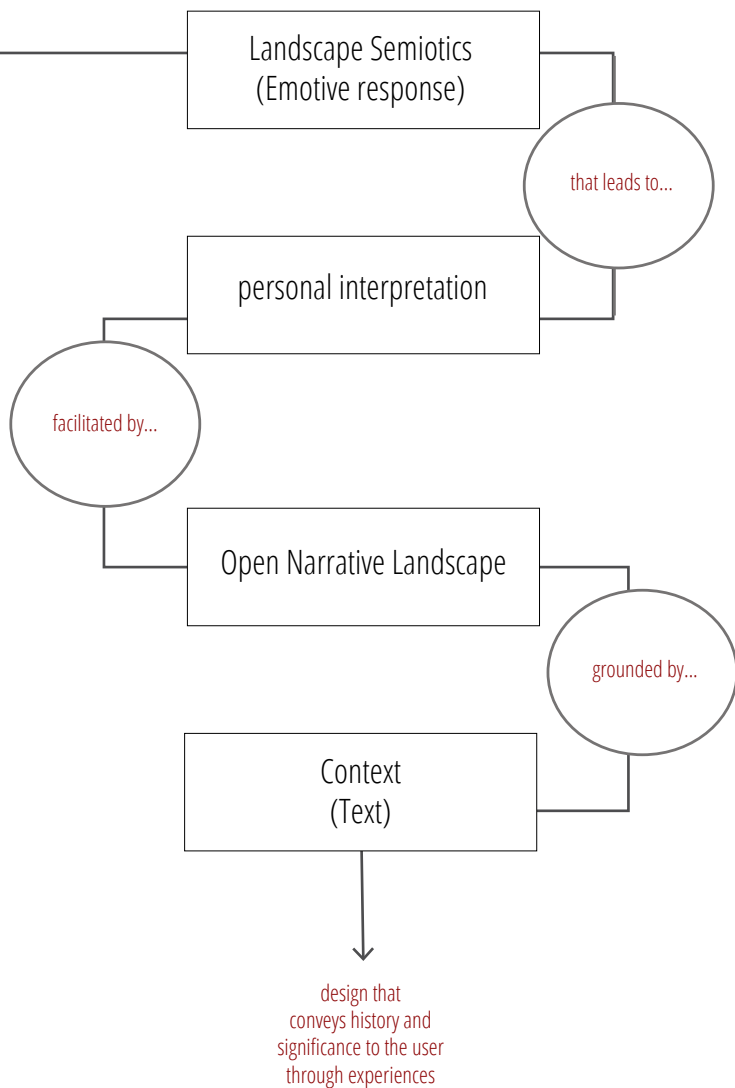 Landscape Semiotics
(Emotive response)
that leads to...
personal interpretation
facilitated by...
Open Narrative Landscape
grounded by...
Context
(Text)
design that
conveys history and
significance to the user
through experiences